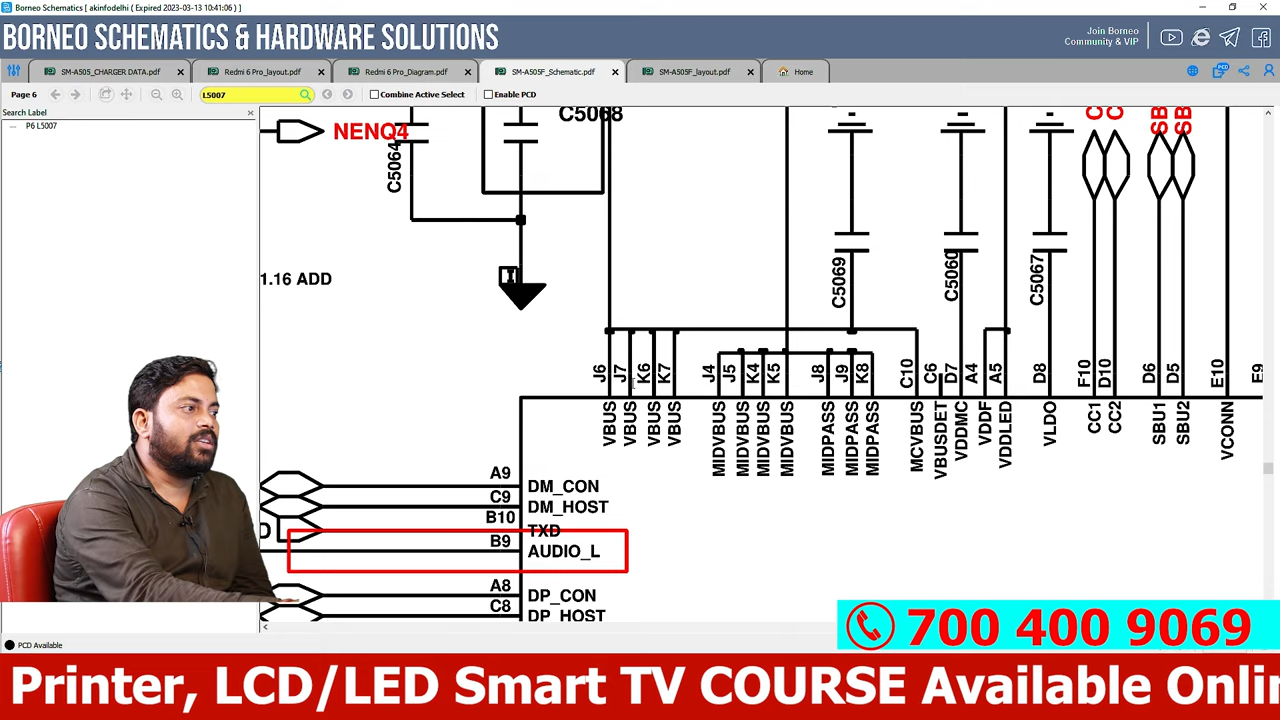 Borneo Schematics [ akinfodelhi ( Expired 2023-03-13 10:41:06 ) ]
BORNEO SCHEMATICS & HARDWARE SOLUTIONS
Join Borneo
Community & VIP
SM-A505_CHARGER DATA.pdf
Redmi 6 Pro_layout.pdf
Redmi 6 Pro_Diagram.pdf
SM-A505F_Schematic.pdf
SM-A505F_layout.pdf
Home
Page 6
L5007
Combine Active Select
Enable PCD
Search Label
P6 L5007
NENQ4
C5064
C5068
1.16 ADD
C5069
C5060
C5067
C
C
SB
SB
J6
J7
K6
K7
J4
J5
K4
K5
J8
J9
K8
C10
C6
D7
A4
A5
D8
F10
D10
D6
D5
E10
E9
VBUS
VBUS
VBUS
VBUS
MIDVBUS
MIDVBUS
MIDVBUS
MIDVBUS
MIDPASS
MIDPASS
MIDPASS
MCVBUS
VBUSDET
VDDMC
VDDF
VDDLED
VLDO
CC1
CC2
SBU1
SBU2
VCONN
A9 DM_CON
C9 DM_HOST
B10 TXD
B9 AUDIO_L
A8 DP_CON
C8 DP_HOST
PCD Available
700 400 9069
Printer, LCD/LED Smart TV COURSE Available Onli